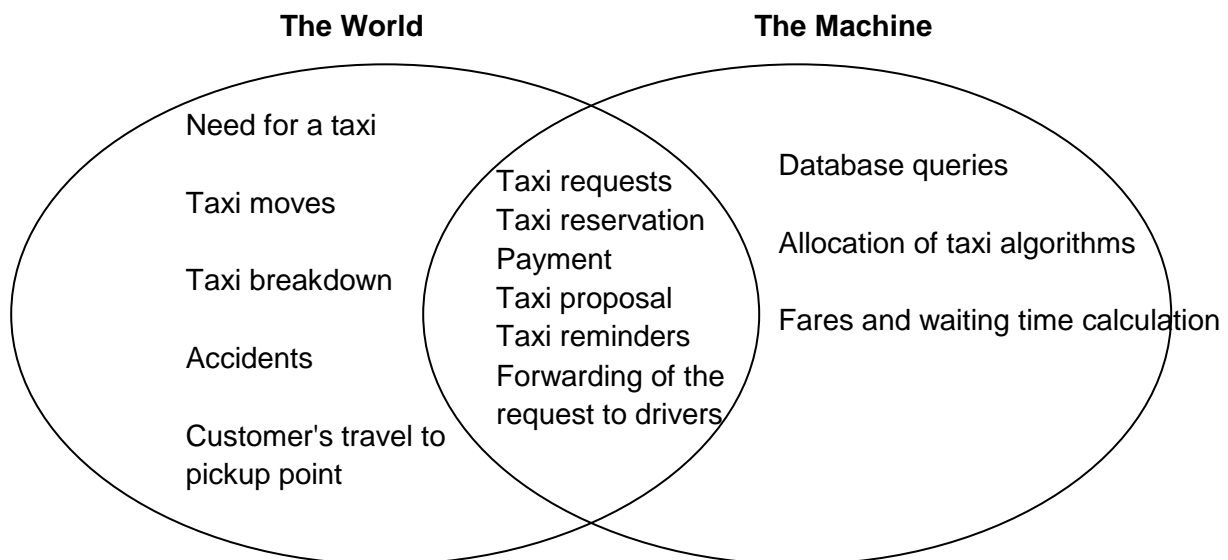 The World
The Machine
Need for a taxi
Taxi moves
Taxi breakdown
Accidents
Customer's travel to
pickup point
Taxi requests
Taxi reservation
Payment
Taxi proposal
Taxi reminders
Forwarding of the
request to drivers
Database queries
Allocation of taxi algorithms
Fares and waiting time calculation